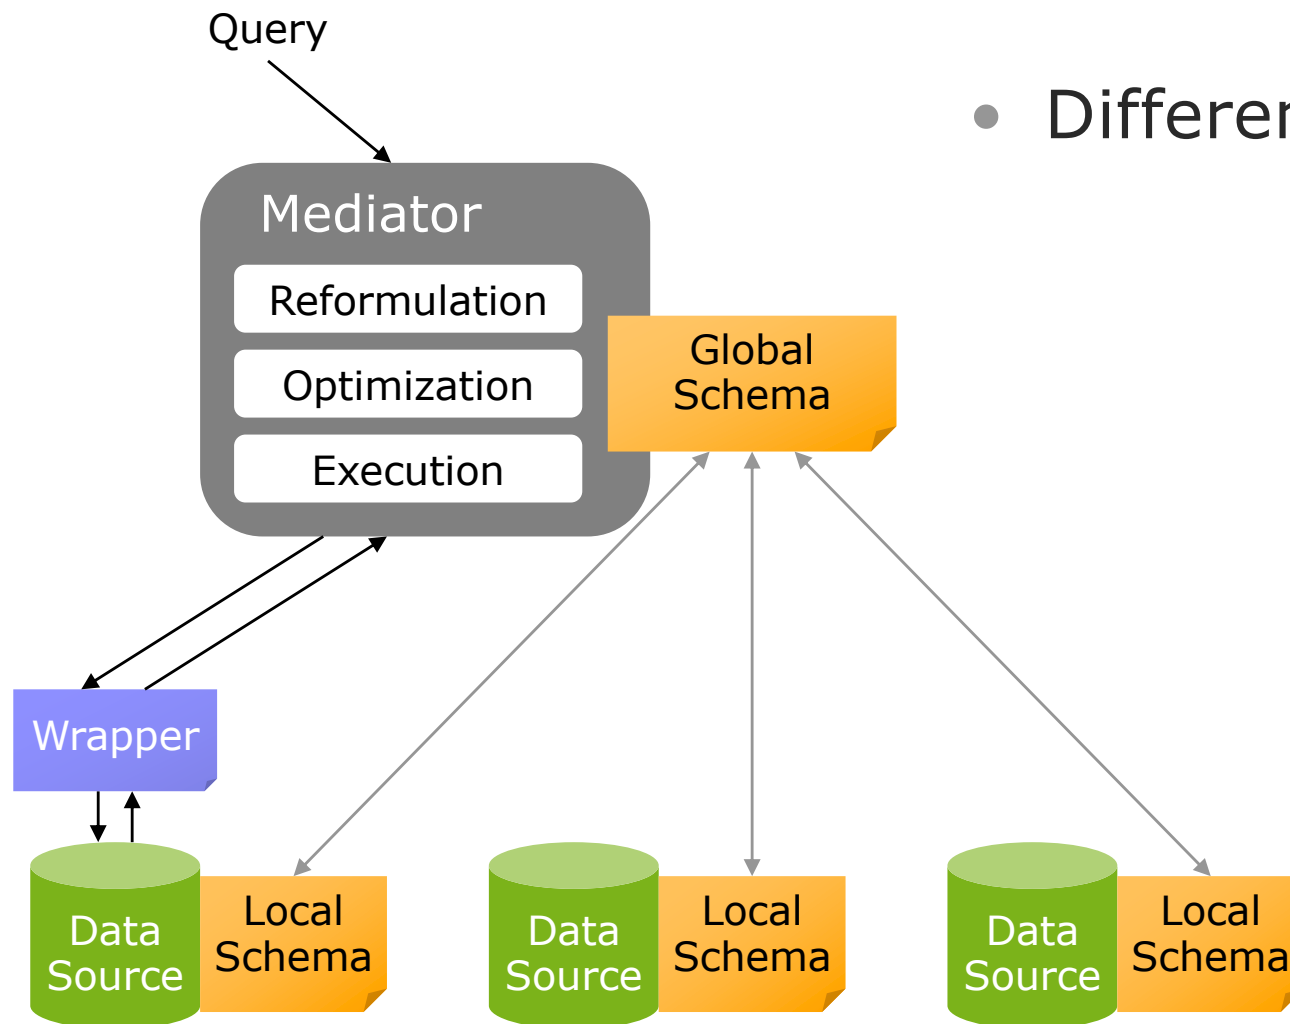 Query
• Differen
Mediator
Reformulation
Optimization
Execution
Global
Schema
Wrapper
Data
Source
Local
Schema
Data
Source
Local
Schema
Data
Source
Local
Schema